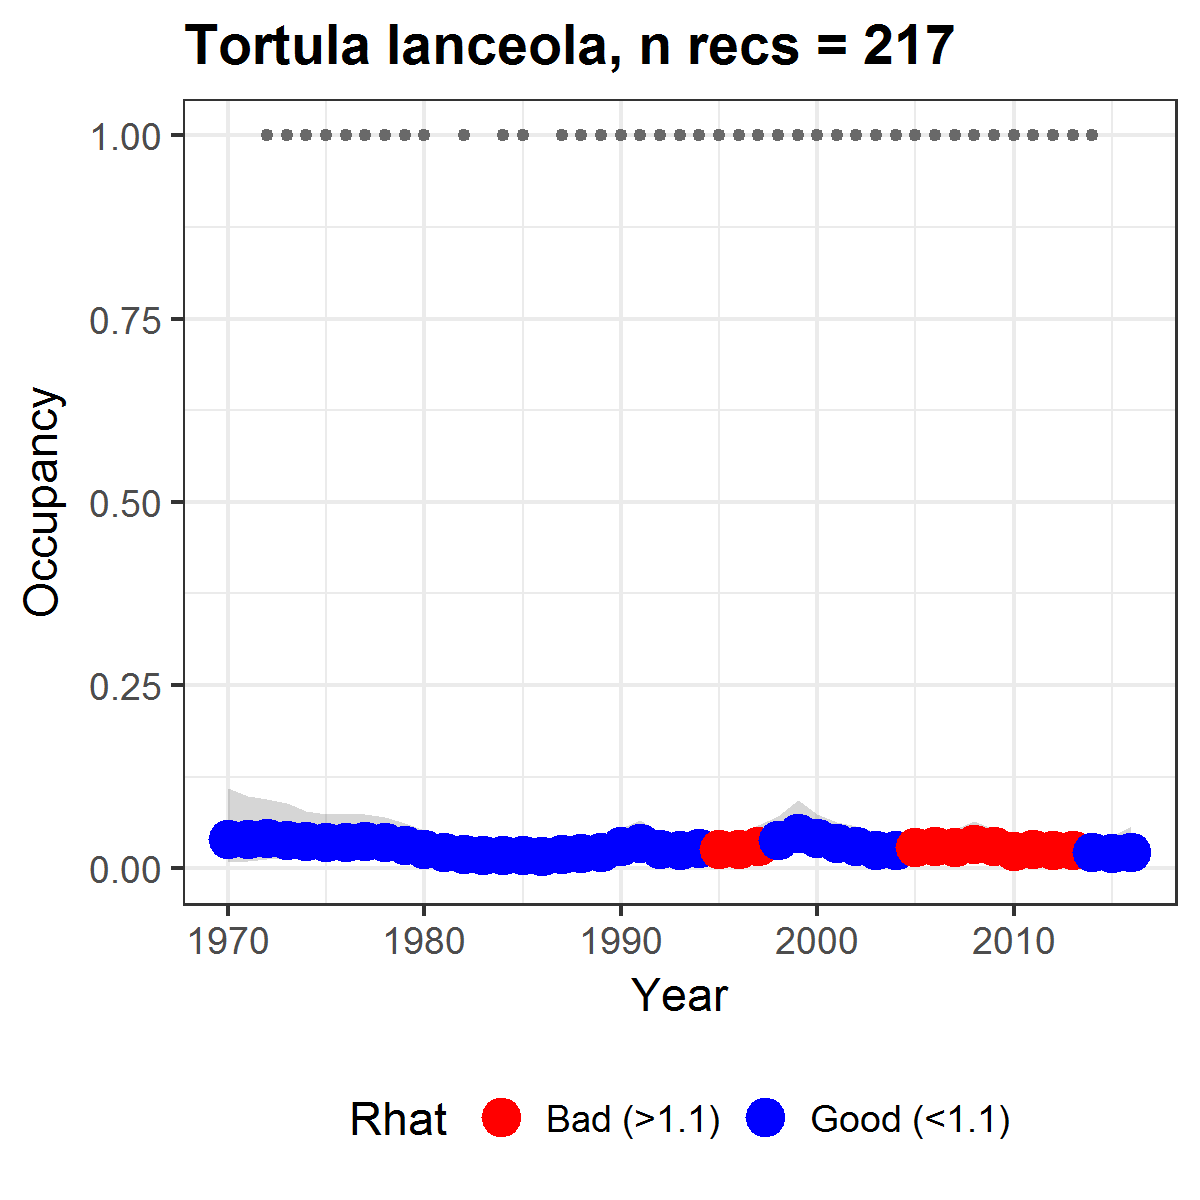 Tortula lanceola, n recs = 217
1.00
0.75
0.50
0.25
0.00
Occupancy
1970 1980 1990 2000 2010
Year
Rhat Bad (>1.1) Good (<1.1)